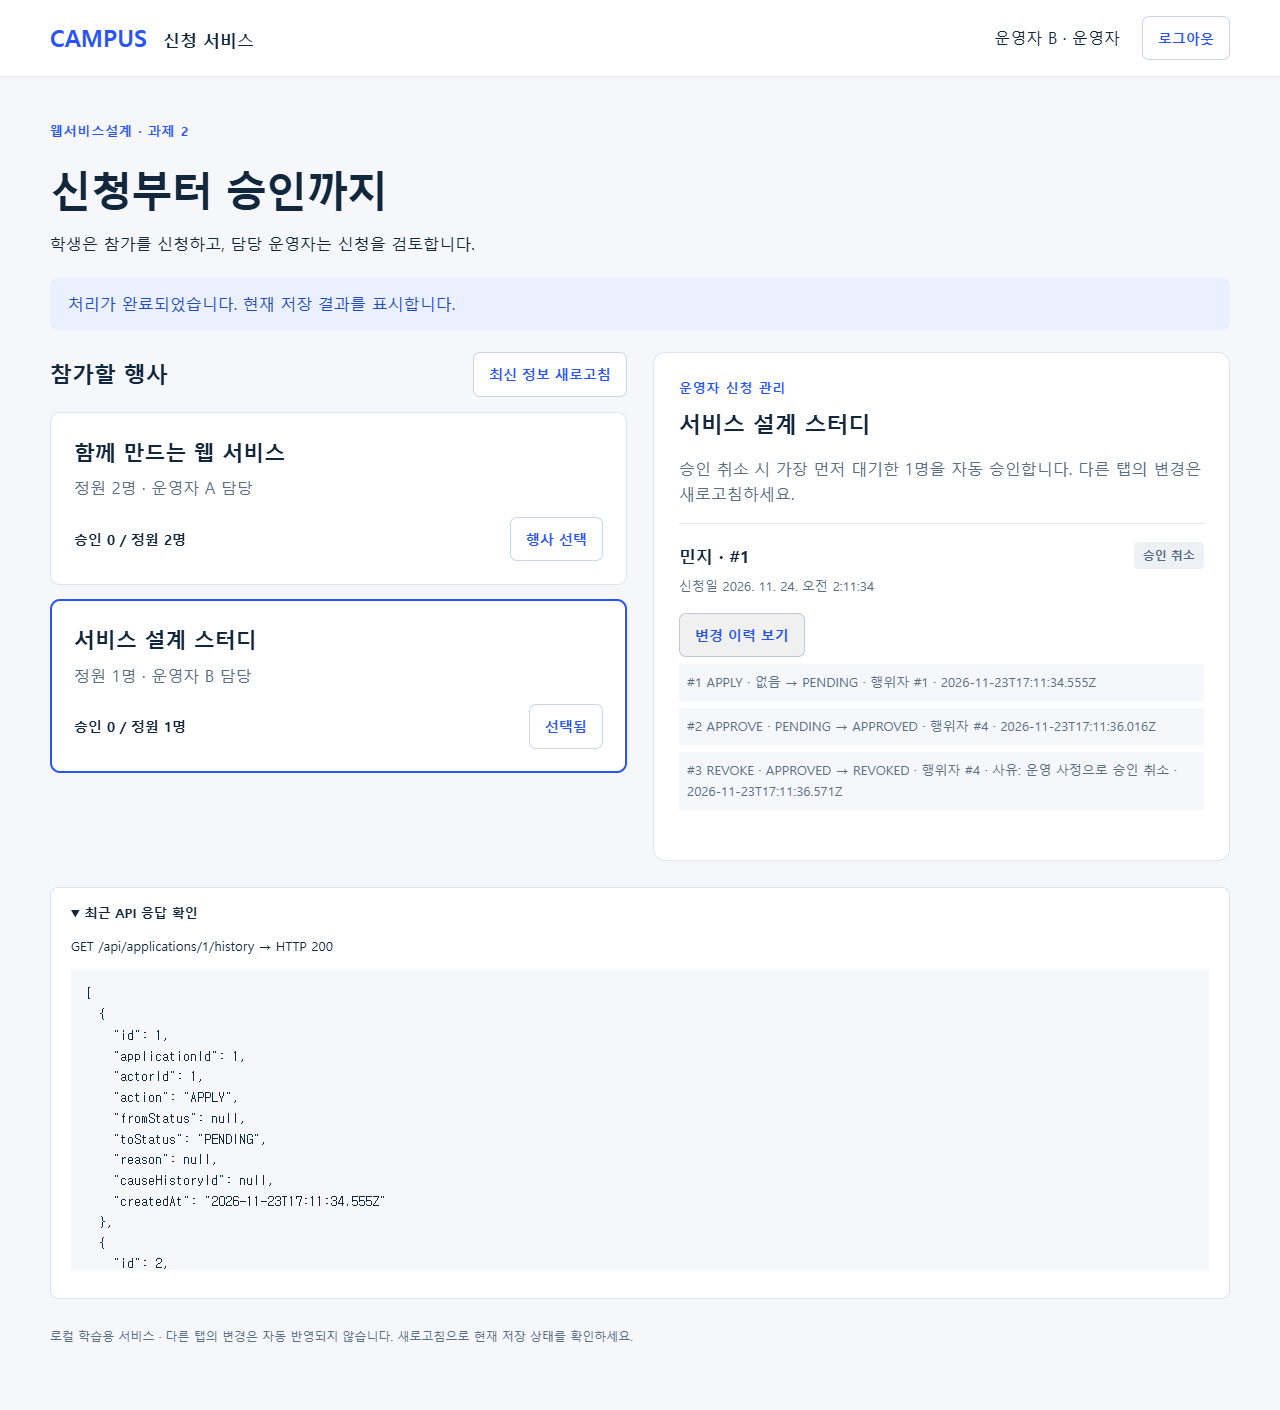 CAMPUS 신청 서비스
운영자 B · 운영자
로그아웃
웹서비스설계 · 과제 2
신청부터 승인까지
학생은 참가를 신청하고, 담당 운영자는 신청을 검토합니다.
처리가 완료되었습니다. 현재 저장 결과를 표시합니다.
참가할 행사
최신 정보 새로고침
함께 만드는 웹 서비스
정원 2명 · 운영자 A 담당
승인 0 / 정원 2명
행사 선택
서비스 설계 스터디
정원 1명 · 운영자 B 담당
승인 0 / 정원 1명
선택됨
운영자 신청 관리
서비스 설계 스터디
승인 취소 시 가장 먼저 대기한 1명을 자동 승인합니다. 다른 탭의 변경은
새로고침하세요.
민지 · #1
승인 취소
신청일 2026. 11. 24. 오전 2:11:34
변경 이력 보기
#1 APPLY · 없음 → PENDING · 행위자 #1 · 2026-11-23T17:11:34.555Z
#2 APPROVE · PENDING → APPROVED · 행위자 #4 · 2026-11-23T17:11:36.016Z
#3 REVOKE · APPROVED → REVOKED · 행위자 #4 · 사유: 운영 사정으로 승인 취소 ·
2026-11-23T17:11:36.571Z
▼ 최근 API 응답 확인
GET /api/applications/1/history → HTTP 200
[
{
"id": 1,
"applicationId": 1,
"actorId": 1,
"action": "APPLY",
"fromStatus": null,
"toStatus": "PENDING",
"reason": null,
"causeHistoryId": null,
"createdAt": "2026-11-23T17:11:34.555Z"
},
{
"id": 2,
로컬 학습용 서비스 · 다른 탭의 변경은 자동 반영되지 않습니다. 새로고침으로 현재 저장 상태를 확인하세요.